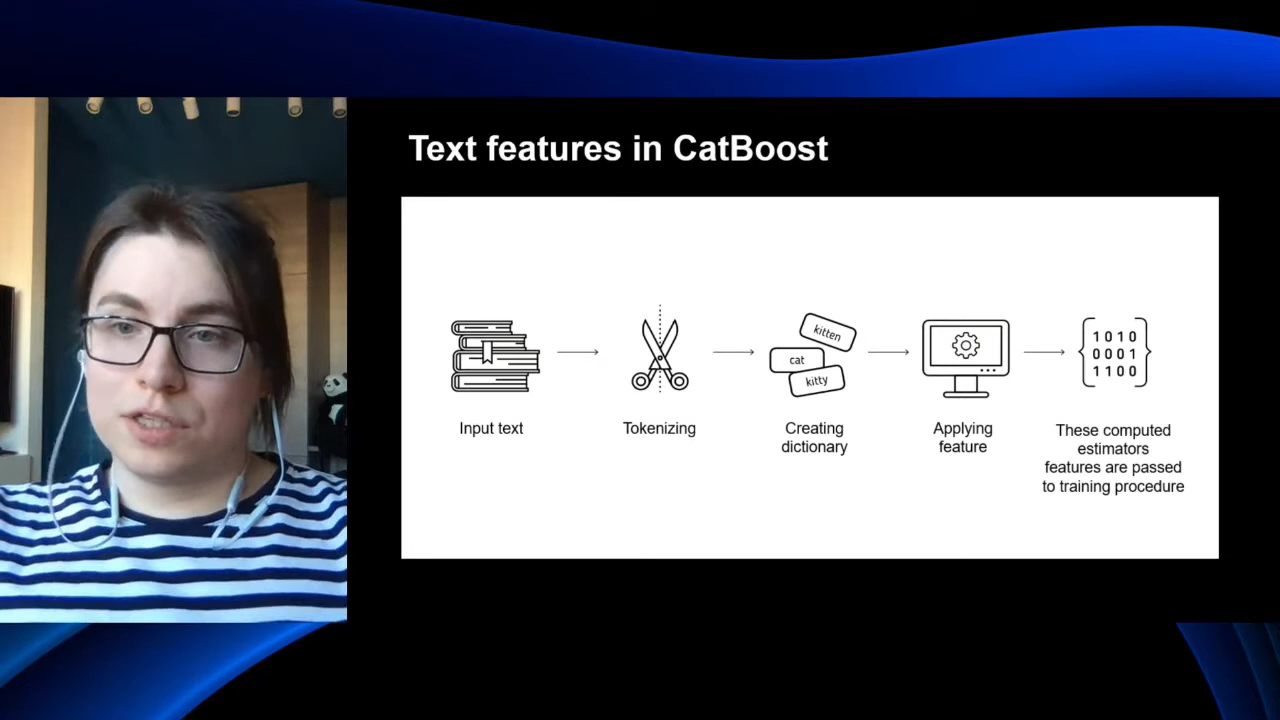 Text features in CatBoost
kitten
cat
kitty
1 0 1 0
0 0 0 1
1 1 0 0
Input text
Tokenizing
Creating
dictionary
Applying
feature
These computed
estimators
features are passed
to training procedure